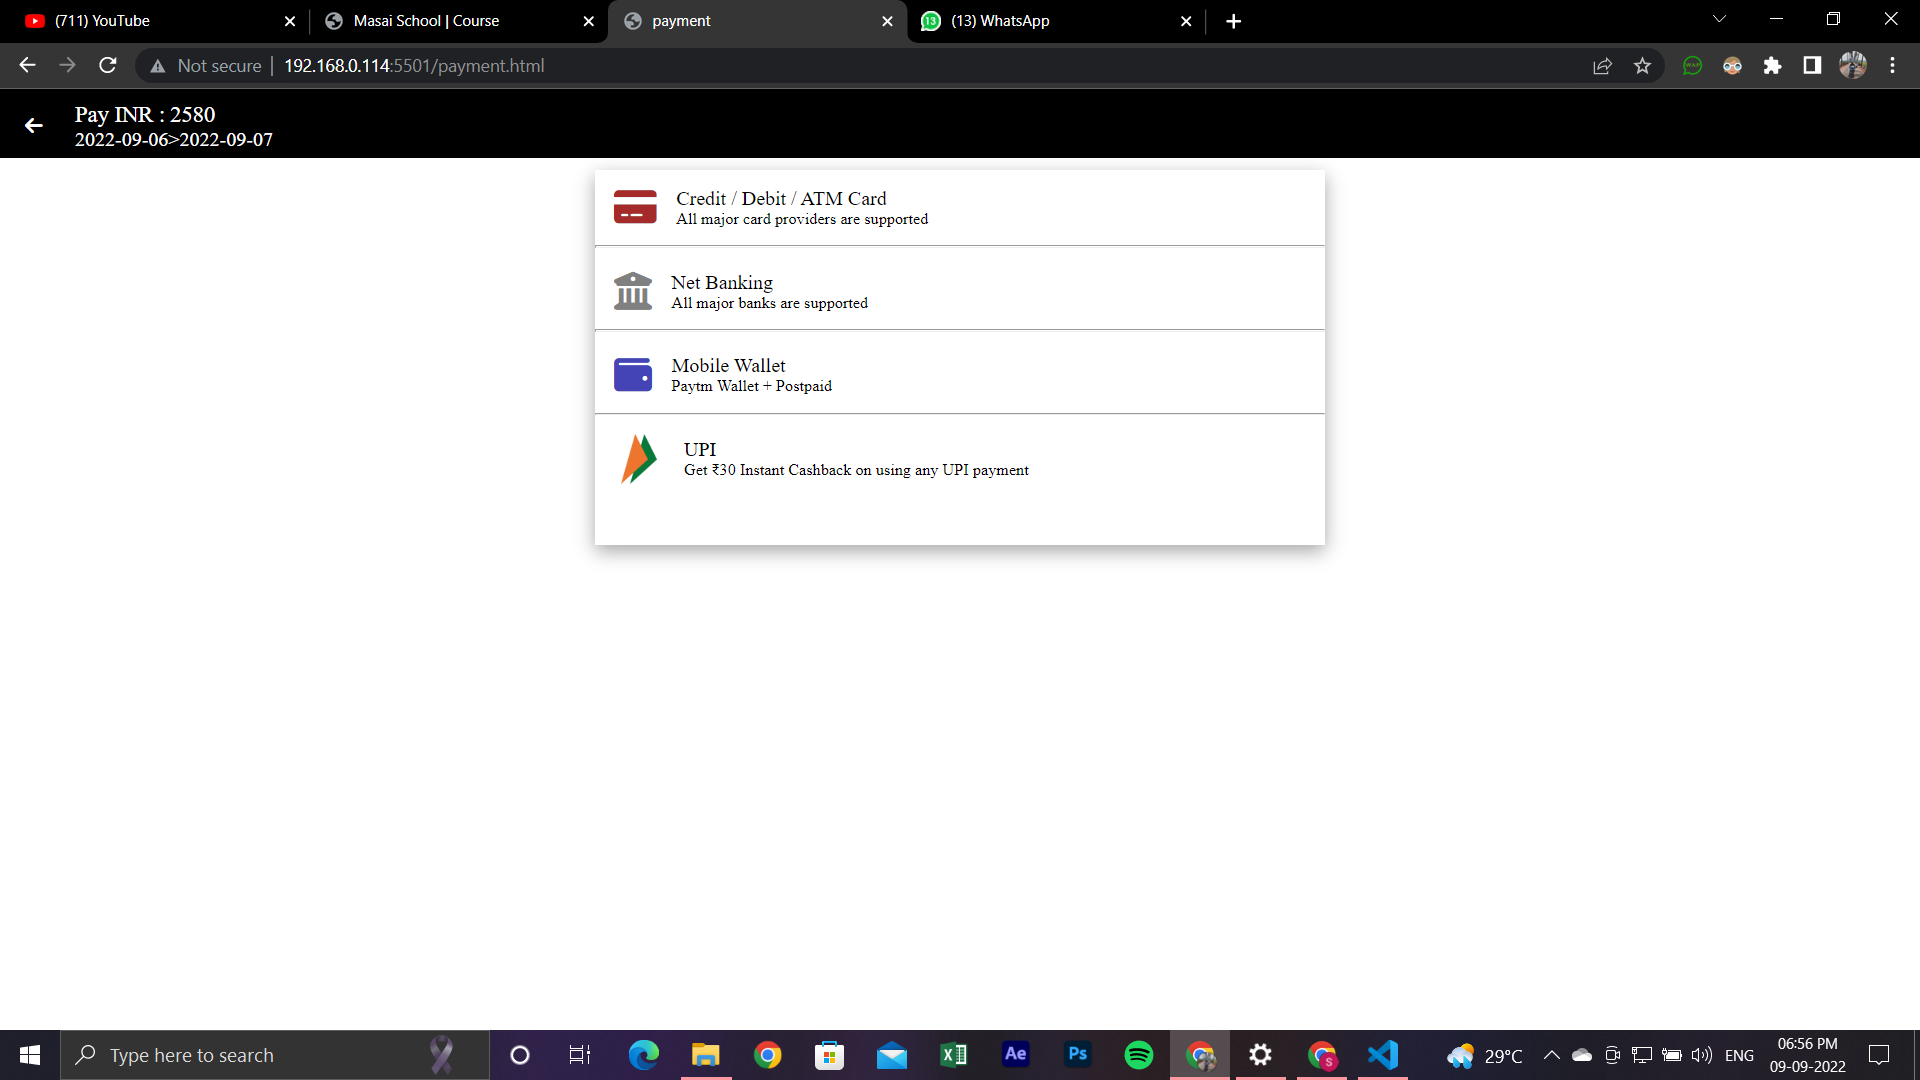 (711) YouTube
Masai School | Course
payment
13
(13) WhatsApp
Not secure
192.168.0.114:5501/payment.html
Pay INR : 2580
2022-09-06>2022-09-07
Credit / Debit / ATM Card
All major card providers are supported
Net Banking
All major banks are supported
Mobile Wallet
Paytm Wallet + Postpaid
UPI
Get ₹30 Instant Cashback on using any UPI payment
Type here to search
Ae
Ps
S
29°C
ENG
06:56 PM
09-09-2022